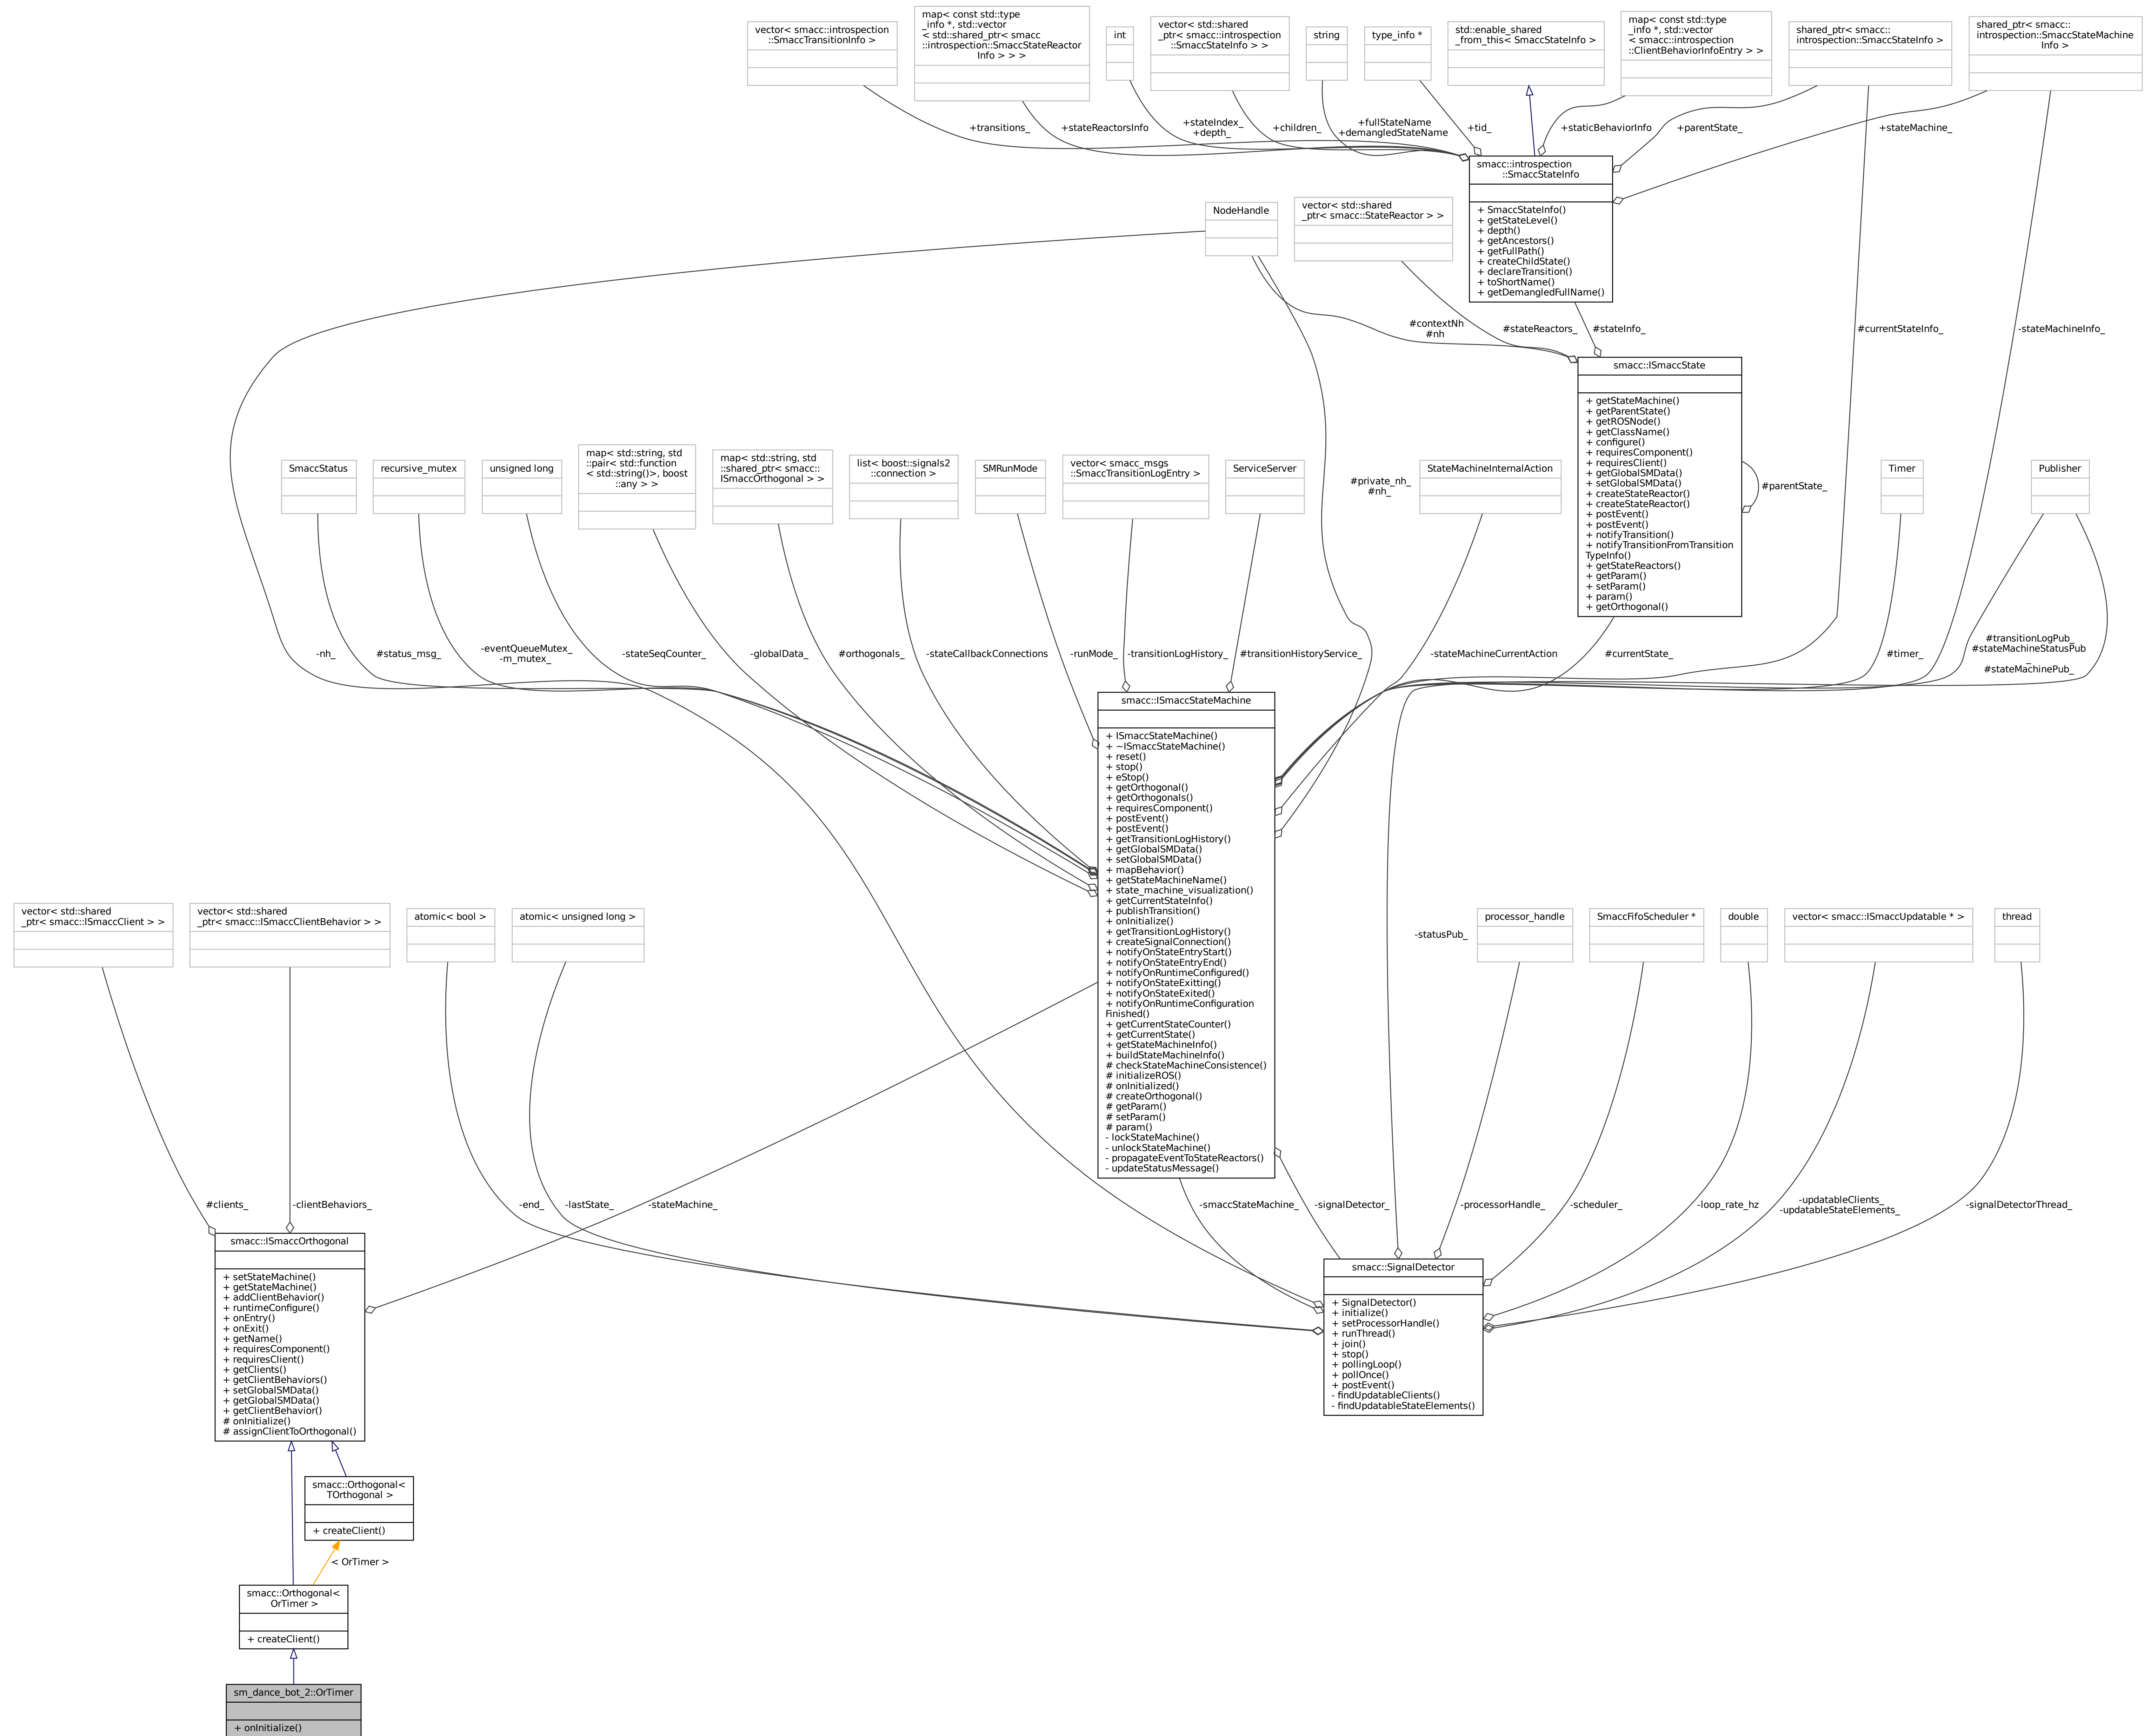 vector< smacc::introspection
::SmaccTransitionInfo >
map< const std::type
_info *, std::vector
< std::shared_ptr< smacc
::introspection::SmaccStateReactor
Info > > >
int
vector< std::shared
_ptr< smacc::introspection
::SmaccStateInfo > >
string
type_info *
std::enable_shared
_from_this< SmaccStateInfo >
map< const std::type
_info *, std::vector
< smacc::introspection
::ClientBehaviorInfoEntry > >
shared_ptr< smacc::
introspection::SmaccStateInfo >
shared_ptr< smacc::
introspection::SmaccStateMachine
Info >
+transitions_
+stateReactorsInfo
+stateIndex_
+depth_
+children_
+fullStateName
+demangledStateName
+tid_
+staticBehaviorInfo
+parentState_
+stateMachine_
smacc::introspection
::SmaccStateInfo
+ SmaccStateInfo()
+ getStateLevel()
+ depth()
+ getAncestors()
+ getFullPath()
+ createChildState()
+ declareTransition()
+ toShortName()
+ getDemangledFullName()
NodeHandle
vector< std::shared
_ptr< smacc::StateReactor > >
#contextNh
#nh
#stateReactors_
#stateInfo_
#currentStateInfo_
-stateMachineInfo_
smacc::ISmaccState
+ getStateMachine()
+ getParentState()
+ getROSNode()
+ getClassName()
+ configure()
+ requiresComponent()
+ requiresClient()
+ getGlobalSMData()
+ setGlobalSMData()
+ createStateReactor()
+ createStateReactor()
+ postEvent()
+ postEvent()
+ notifyTransition()
+ notifyTransitionFromTransition
TypeInfo()
+ getStateReactors()
+ getParam()
+ setParam()
+ param()
+ getOrthogonal()
#parentState_
SmaccStatus
recursive_mutex
unsigned long
map< std::string, std
::pair< std::function
< std::string()>, boost
::any > >
map< std::string, std
::shared_ptr< smacc::
ISmaccOrthogonal > >
list< boost::signals2
::connection >
SMRunMode
vector< smacc_msgs
::SmaccTransitionLogEntry >
ServiceServer
#private_nh_
#nh_
StateMachineInternalAction
Timer
Publisher
-nh_
#status_msg_
-eventQueueMutex_
-m_mutex_
-stateSeqCounter_
-globalData_
#orthogonals_
-stateCallbackConnections
-runMode_
-transitionLogHistory_
#transitionHistoryService_
-stateMachineCurrentAction
#currentState_
#timer_
#transitionLogPub_
#stateMachineStatusPub
_
#stateMachinePub_
smacc::ISmaccStateMachine
+ ISmaccStateMachine()
+ ~ISmaccStateMachine()
+ reset()
+ stop()
+ eStop()
+ getOrthogonal()
+ getOrthogonals()
+ requiresComponent()
+ postEvent()
+ postEvent()
+ getTransitionLogHistory()
+ getGlobalSMData()
+ setGlobalSMData()
+ mapBehavior()
+ getStateMachineName()
+ state_machine_visualization()
+ getCurrentStateInfo()
+ publishTransition()
+ onInitialize()
+ getTransitionLogHistory()
+ createSignalConnection()
+ notifyOnStateEntryStart()
+ notifyOnStateEntryEnd()
+ notifyOnRuntimeConfigured()
+ notifyOnStateExitting()
+ notifyOnStateExited()
+ notifyOnRuntimeConfiguration
Finished()
+ getCurrentStateCounter()
+ getCurrentState()
+ getStateMachineInfo()
+ buildStateMachineInfo()
# checkStateMachineConsistence()
# initializeROS()
# onInitialized()
# createOrthogonal()
# getParam()
# setParam()
# param()
- lockStateMachine()
- unlockStateMachine()
- propagateEventToStateReactors()
- updateStatusMessage()
vector< std::shared
_ptr< smacc::ISmaccClient > >
vector< std::shared
_ptr< smacc::ISmaccClientBehavior > >
atomic< bool >
atomic< unsigned long >
-statusPub_
processor_handle
SmaccFifoScheduler *
double
vector< smacc::ISmaccUpdatable * >
thread
#clients_
-clientBehaviors_
-end_
-lastState_
-stateMachine_
-smaccStateMachine_
-signalDetector_
-processorHandle_
-scheduler_
-loop_rate_hz
-updatableClients_
-updatableStateElements_
-signalDetectorThread_
smacc::ISmaccOrthogonal
+ setStateMachine()
+ getStateMachine()
+ addClientBehavior()
+ runtimeConfigure()
+ onEntry()
+ onExit()
+ getName()
+ requiresComponent()
+ requiresClient()
+ getClients()
+ getClientBehaviors()
+ setGlobalSMData()
+ getGlobalSMData()
+ getClientBehavior()
# onInitialize()
# assignClientToOrthogonal()
smacc::SignalDetector
+ SignalDetector()
+ initialize()
+ setProcessorHandle()
+ runThread()
+ join()
+ stop()
+ pollingLoop()
+ pollOnce()
+ postEvent()
- findUpdatableClients()
- findUpdatableStateElements()
smacc::Orthogonal<
TOrthogonal >
+ createClient()
< OrTimer >
smacc::Orthogonal<
OrTimer >
+ createClient()
sm_dance_bot_2::OrTimer
+ onInitialize()